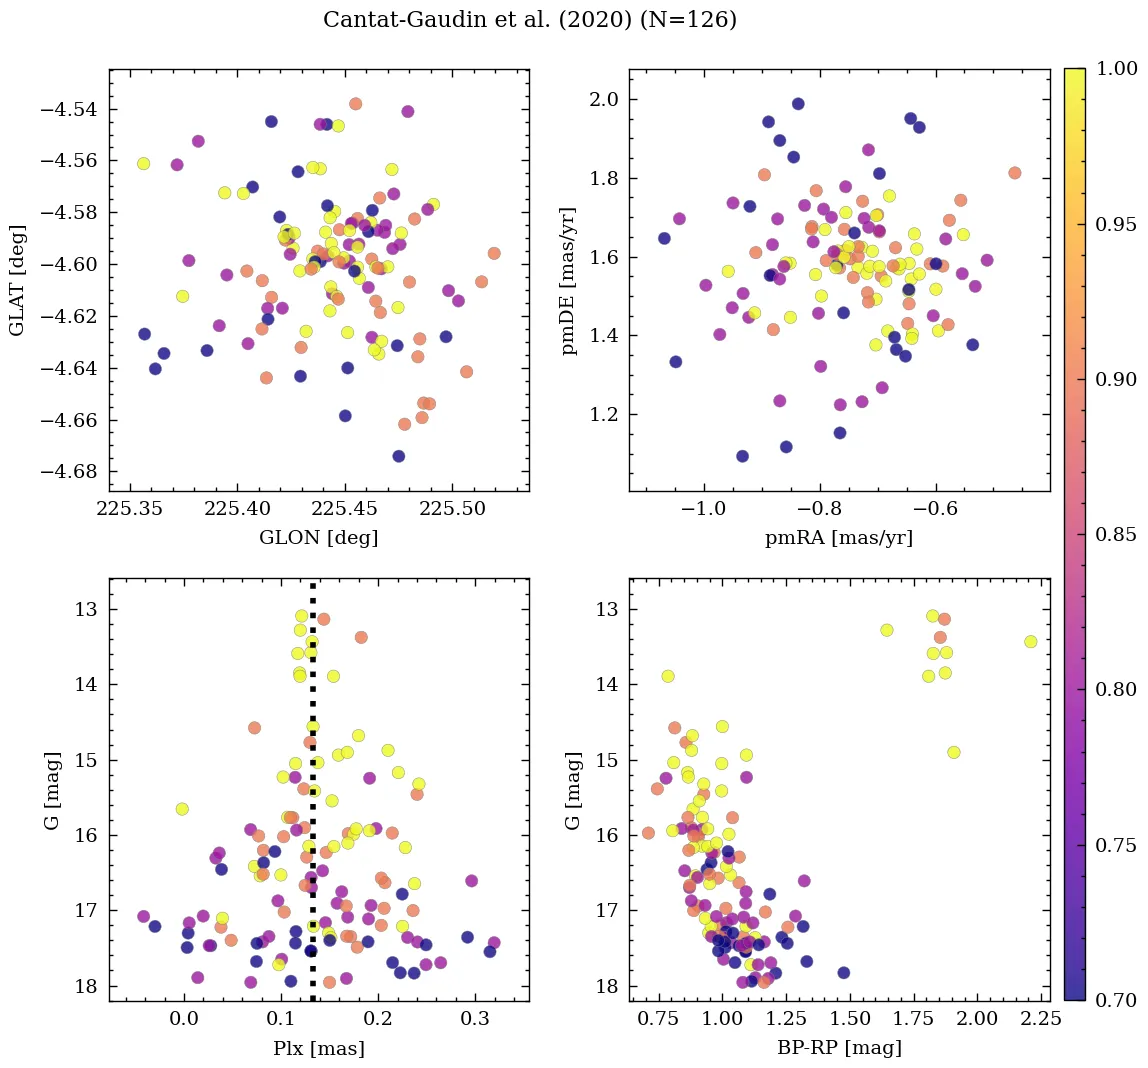 Cantat-Gaudin et al. (2020) (N=126)
−4.54
−4.56
−4.58
−4.60
−4.62
−4.64
−4.66
−4.68
GLAT [deg]
225.35 225.40 225.45 225.50
GLON [deg]
2.0
1.8
1.6
1.4
1.2
pmDE [mas/yr]
−1.0 −0.8 −0.6
pmRA [mas/yr]
13
14
15
16
17
18
G [mag]
0.0 0.1 0.2 0.3
Plx [mas]
13
14
15
16
17
18
G [mag]
0.75 1.00 1.25 1.50 1.75 2.00 2.25
BP-RP [mag]
1.00
0.95
0.90
0.85
0.80
0.75
0.70